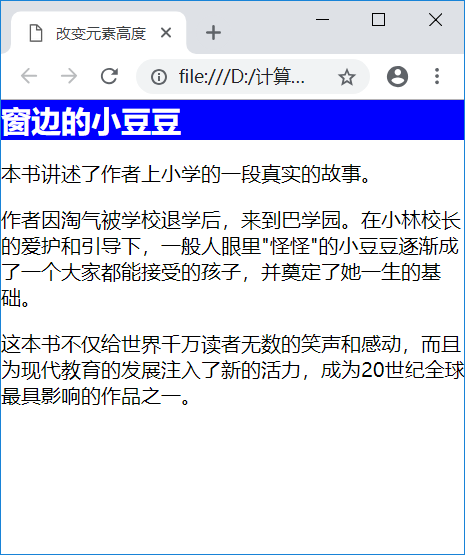 改变元素高度
file:///D:/计算...
窗边的小豆豆
本书讲述了作者上小学的一段真实的故事。
作者因淘气被学校退学后，来到巴学园。在小林校长
的爱护和引导下，一般人眼里"怪怪"的小豆豆逐渐成
了一个大家都能接受的孩子，并奠定了她一生的基
础。
这本书不仅给世界千万读者无数的笑声和感动，而且
为现代教育的发展注入了新的活力，成为20世纪全球
最具影响的作品之一。